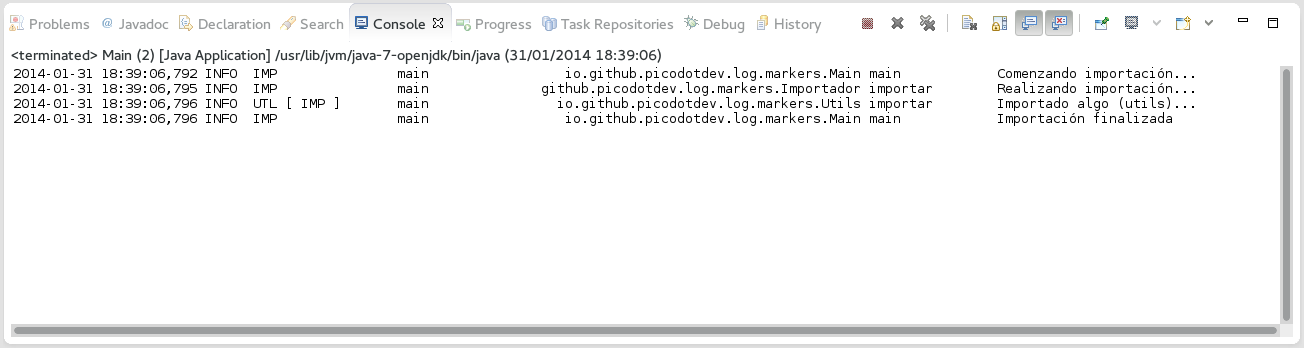 Problems @ Javadoc Declaration Search Console Progress Task Repositories Debug History
<terminated> Main (2) [Java Application] /usr/lib/jvm/java-7-openjdk/bin/java (31/01/2014 18:39:06)
2014-01-31 18:39:06,792 INFO  IMP               main                 io.github.picodotdev.log.markers.Main main            Comenzando importación...
2014-01-31 18:39:06,795 INFO  IMP               main              github.picodotdev.log.markers.Importador importar        Realizando importación...
2014-01-31 18:39:06,796 INFO  UTL [ IMP ]       main                io.github.picodotdev.log.markers.Utils importar        Importado algo (utils)...
2014-01-31 18:39:06,796 INFO  IMP               main                 io.github.picodotdev.log.markers.Main main            Importación finalizada